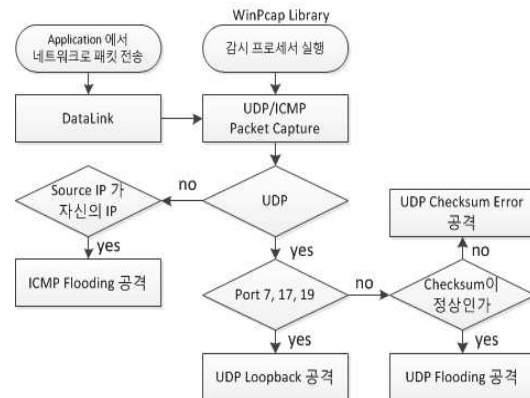 WinPcap Library
Application 에서
네트워크로 패킷 전송
감시 프로세서 실행
DataLink
UDP/ICMP
Packet Capture
Source IP 가
자신의 IP
no
UDP
UDP Checksum Error
공격
yes
yes
no
ICMP Flooding 공격
Port 7, 17, 19
no
Checksum이
정상인가
yes
yes
UDP Loopback 공격
UDP Flooding 공격